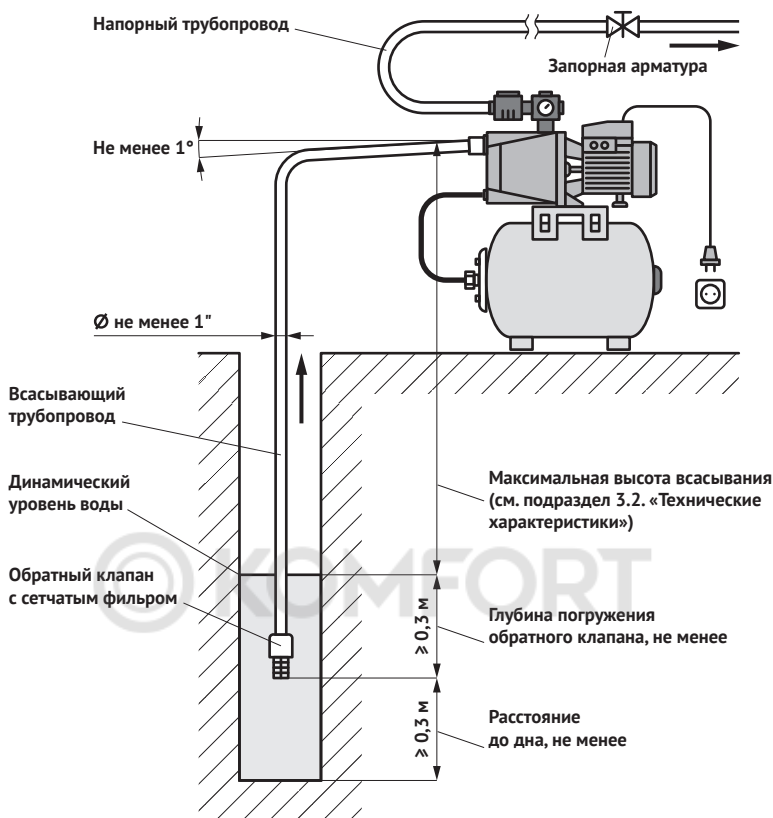 Напорный трубопровод
Запорная арматура
Не менее 1°
Ø не менее 1"
Всасывающий
трубопровод
Динамический
уровень воды
Обратный клапан
с сетчатым фильром
Максимальная высота всасывания
(см. подраздел 3.2. «Технические
характеристики»)
⩾ 0,3 м
Глубина погружения
обратного клапана, не менее
⩾ 0,3 м
Расстояние
до дна, не менее
KOMFORT